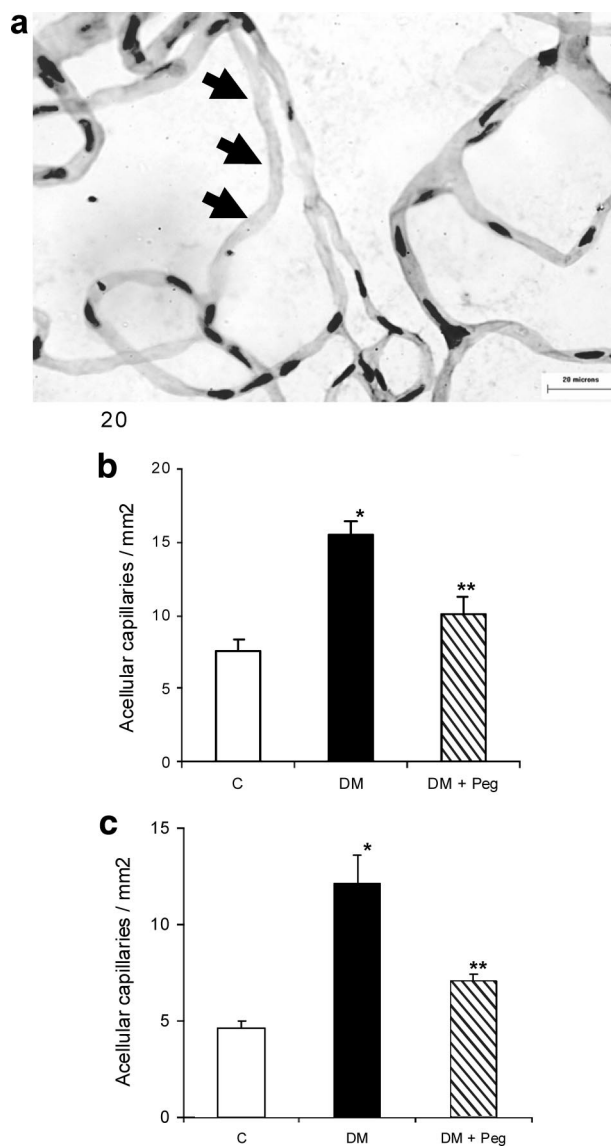 a
20 microns
20
b
20
15
10
5
0
Acellular capillaries / mm2
*
**
C DM DM + Peg
c
15
10
5
0
Acellular capillaries / mm2
*
**
C DM DM + Peg